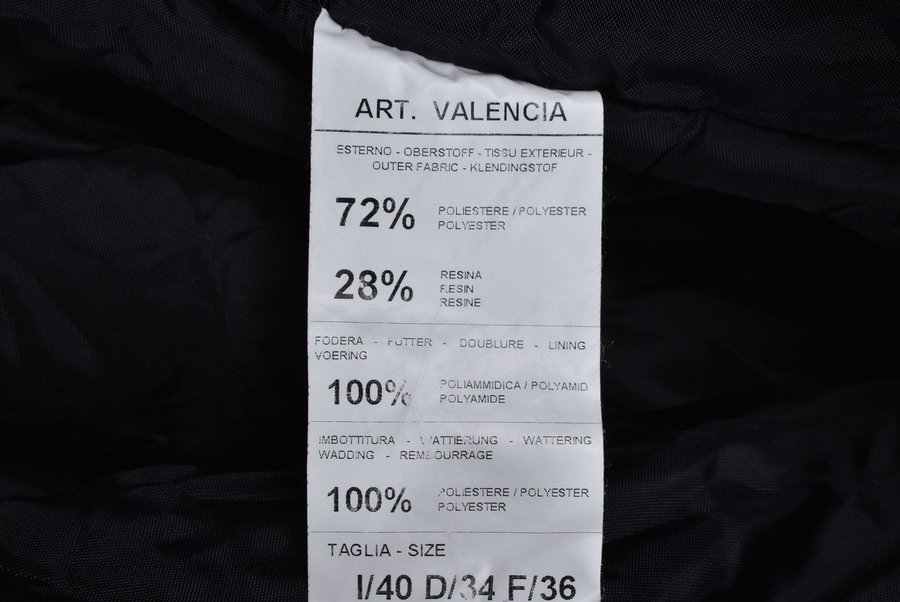 ART. VALENCIA
ESTERNO - OBERSTOFF - TISSU EXTERIEUR -
OUTER FABRIC - KLENDINGSTOF
72% POLIESTERE / POLYESTER
POLYESTER
28% RESINA
RESIN
RESINE
FODERA - FUTTER - DOUBLURE - LINING
VOERING
100% POLIAMMIDICA / POLYAMID
POLYAMIDE
IMBOTTITURA - WATTIERUNG - WATTERING
WADDING - REMBOURRAGE
100% POLIESTERE / POLYESTER
POLYESTER
TAGLIA - SIZE
I/40 D/34 F/36